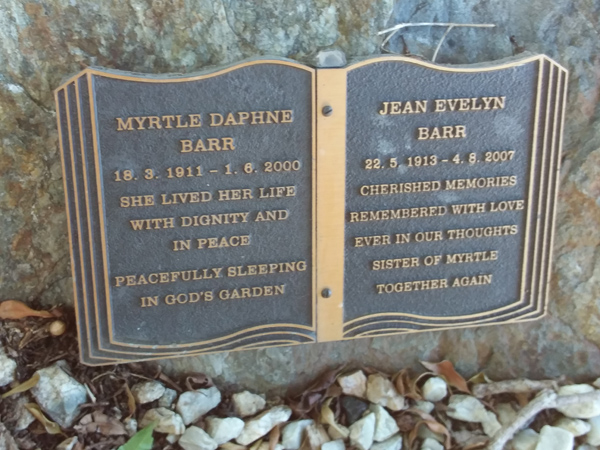 MYRTLE DAPHNE
BARR
18. 3. 1911 - 1. 6. 2000
SHE LIVED HER LIFE
WITH DIGNITY AND
IN PEACE
PEACEFULLY SLEEPING
IN GOD'S GARDEN
JEAN EVELYN
BARR
22. 5. 1913 - 4. 8. 2007
CHERISHED MEMORIES
REMEMBERED WITH LOVE
EVER IN OUR THOUGHTS
SISTER OF MYRTLE
TOGETHER AGAIN